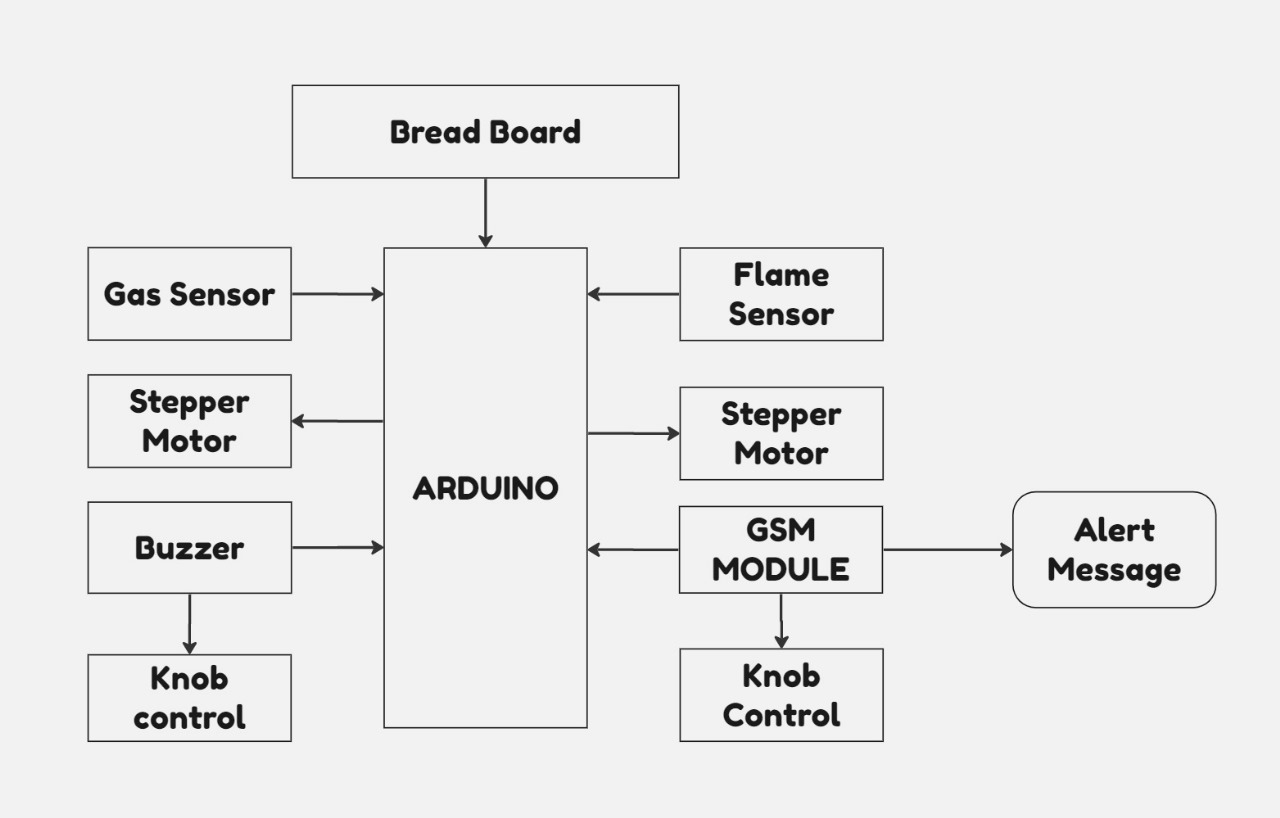 Bread Board
Gas Sensor
Flame
Sensor
Stepper
Motor
Stepper
Motor
ARDUINO
Buzzer
GSM
MODULE
Alert
Message
Knob
control
Knob
Control